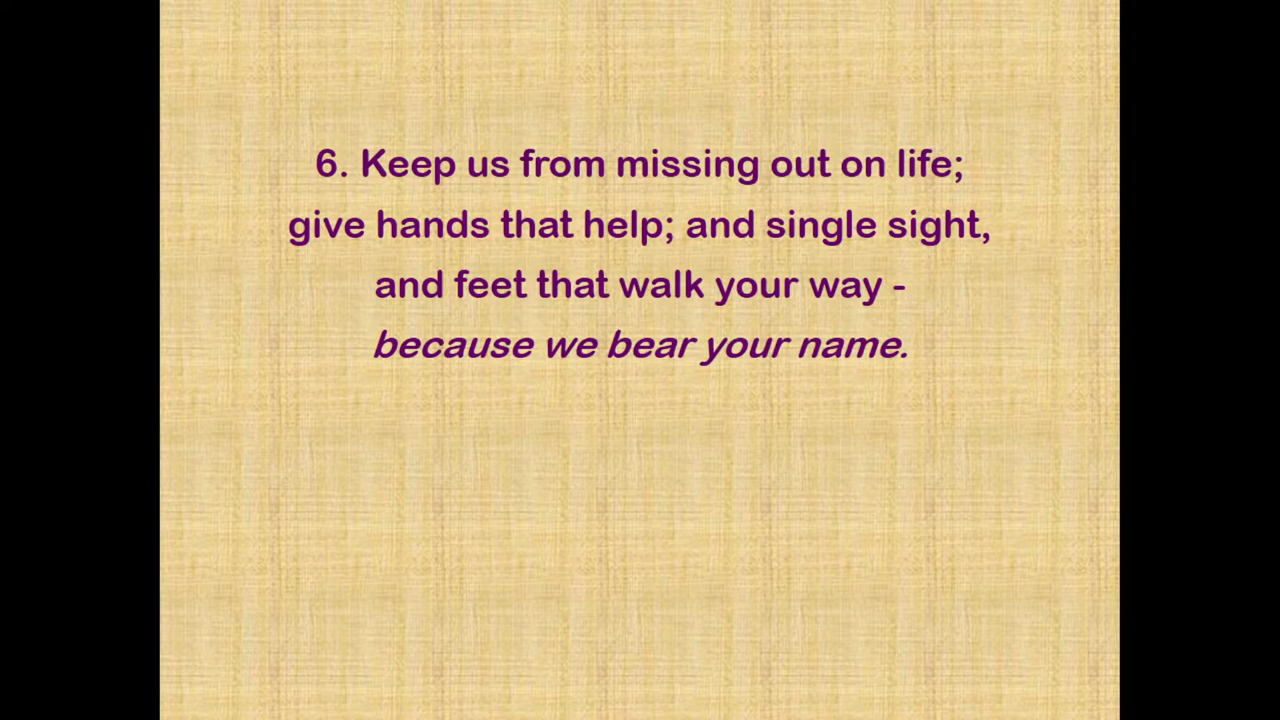 6. Keep us from missing out on life;
give hands that help; and single sight,
and feet that walk your way -
because we bear your name.